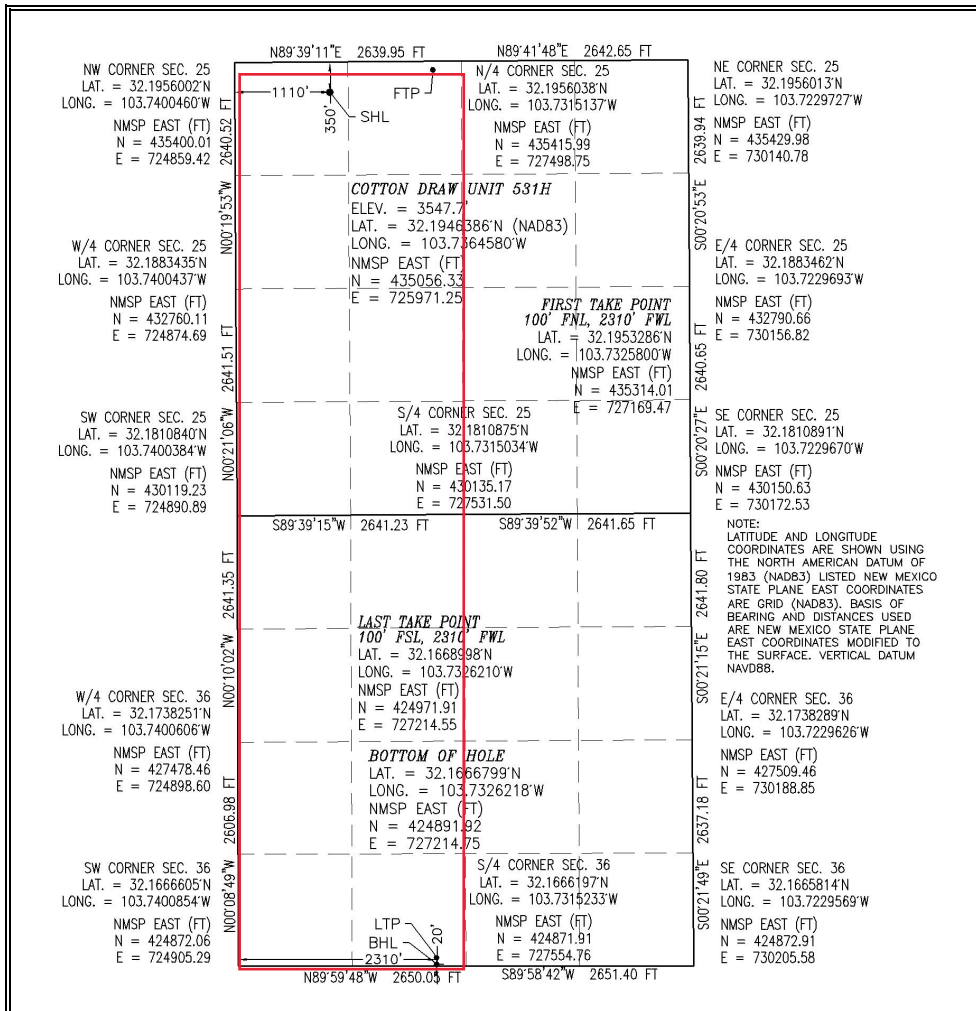 N89°39'11"E 2639.95 FT
N89°41'48"E 2642.65 FT
NW CORNER SEC. 25
LAT. = 32.1956002°N
LONG. = 103.7400460°W
NMSP EAST (FT)
N = 435400.01
E = 724859.42
2640.52 FT
N00°19'53"W
1110'
350'
SHL
FTP
N/4 CORNER SEC. 25
LAT. = 32.1956038°N
LONG. = 103.7315137°W
NMSP EAST (FT)
N = 435415.99
E = 727498.75
NE CORNER SEC. 25
LAT. = 32.1956013°N
LONG. = 103.7229727°W
NMSP EAST (FT)
N = 435429.98
E = 730140.78
2639.94 FT
S00°20'53"E
COTTON DRAW UNIT 531H
ELEV. = 3547.7'
LAT. = 32.1946386°N (NAD83)
LONG. = 103.7364580°W
NMSP EAST (FT)
N = 435056.33
E = 725971.25
W/4 CORNER SEC. 25
LAT. = 32.1883435°N
LONG. = 103.7400437°W
NMSP EAST (FT)
N = 432760.11
E = 724874.69
E/4 CORNER SEC. 25
LAT. = 32.1883462°N
LONG. = 103.7229693°W
NMSP EAST (FT)
N = 432790.66
E = 730156.82
FIRST TAKE POINT
100' FNL, 2310' FWL
LAT. = 32.1953286°N
LONG. = 103.7325800°W
NMSP EAST (FT)
N = 435314.01
E = 727169.47
2641.51 FT
N00°21'06"W
2640.65 FT
S00°20'27"E
SW CORNER SEC. 25
LAT. = 32.1810840°N
LONG. = 103.7400384°W
NMSP EAST (FT)
N = 430119.23
E = 724890.89
S/4 CORNER SEC. 25
LAT. = 32.1810875°N
LONG. = 103.7315034°W
NMSP EAST (FT)
N = 430135.17
E = 727531.50
SE CORNER SEC. 25
LAT. = 32.1810891°N
LONG. = 103.7229670°W
NMSP EAST (FT)
N = 430150.63
E = 730172.53
S89°39'15"W 2641.23 FT
S89°39'52"W 2641.65 FT
NOTE:
LATITUDE AND LONGITUDE
COORDINATES ARE SHOWN USING
THE NORTH AMERICAN DATUM OF
1983 (NAD83) LISTED NEW MEXICO
STATE PLANE EAST COORDINATES
ARE GRID (NAD83). BASIS OF
BEARING AND DISTANCES USED
ARE NEW MEXICO STATE PLANE
EAST COORDINATES MODIFIED TO
THE SURFACE. VERTICAL DATUM
NAVD88.
2641.35 FT
N00°10'02"W
2641.80 FT
S00°21'15"E
LAST TAKE POINT
100' FSL, 2310' FWL
LAT. = 32.1668998°N
LONG. = 103.7326210°W
NMSP EAST (FT)
N = 424971.91
E = 727214.55
W/4 CORNER SEC. 36
LAT. = 32.1738251°N
LONG. = 103.7400606°W
NMSP EAST (FT)
N = 427478.46
E = 724898.60
E/4 CORNER SEC. 36
LAT. = 32.1738289°N
LONG. = 103.7229626°W
NMSP EAST (FT)
N = 427509.46
E = 730188.85
BOTTOM OF HOLE
LAT. = 32.1666799°N
LONG. = 103.7326218°W
NMSP EAST (FT)
N = 424891.92
E = 727214.75
2606.98 FT
N00°08'49"W
2637.18 FT
S00°21'49"E
SW CORNER SEC. 36
LAT. = 32.1666605°N
LONG. = 103.7400854°W
NMSP EAST (FT)
N = 424872.06
E = 724905.29
S/4 CORNER SEC. 36
LAT. = 32.1666197°N
LONG. = 103.7315233°W
NMSP EAST (FT)
N = 424871.91
E = 727554.76
SE CORNER SEC. 36
LAT. = 32.1665814°N
LONG. = 103.7229569°W
NMSP EAST (FT)
N = 424872.91
E = 730205.58
LTP
BHL
20'
2310'
N89°59'48"W 2650.05 FT
S89°58'42"W 2651.40 FT